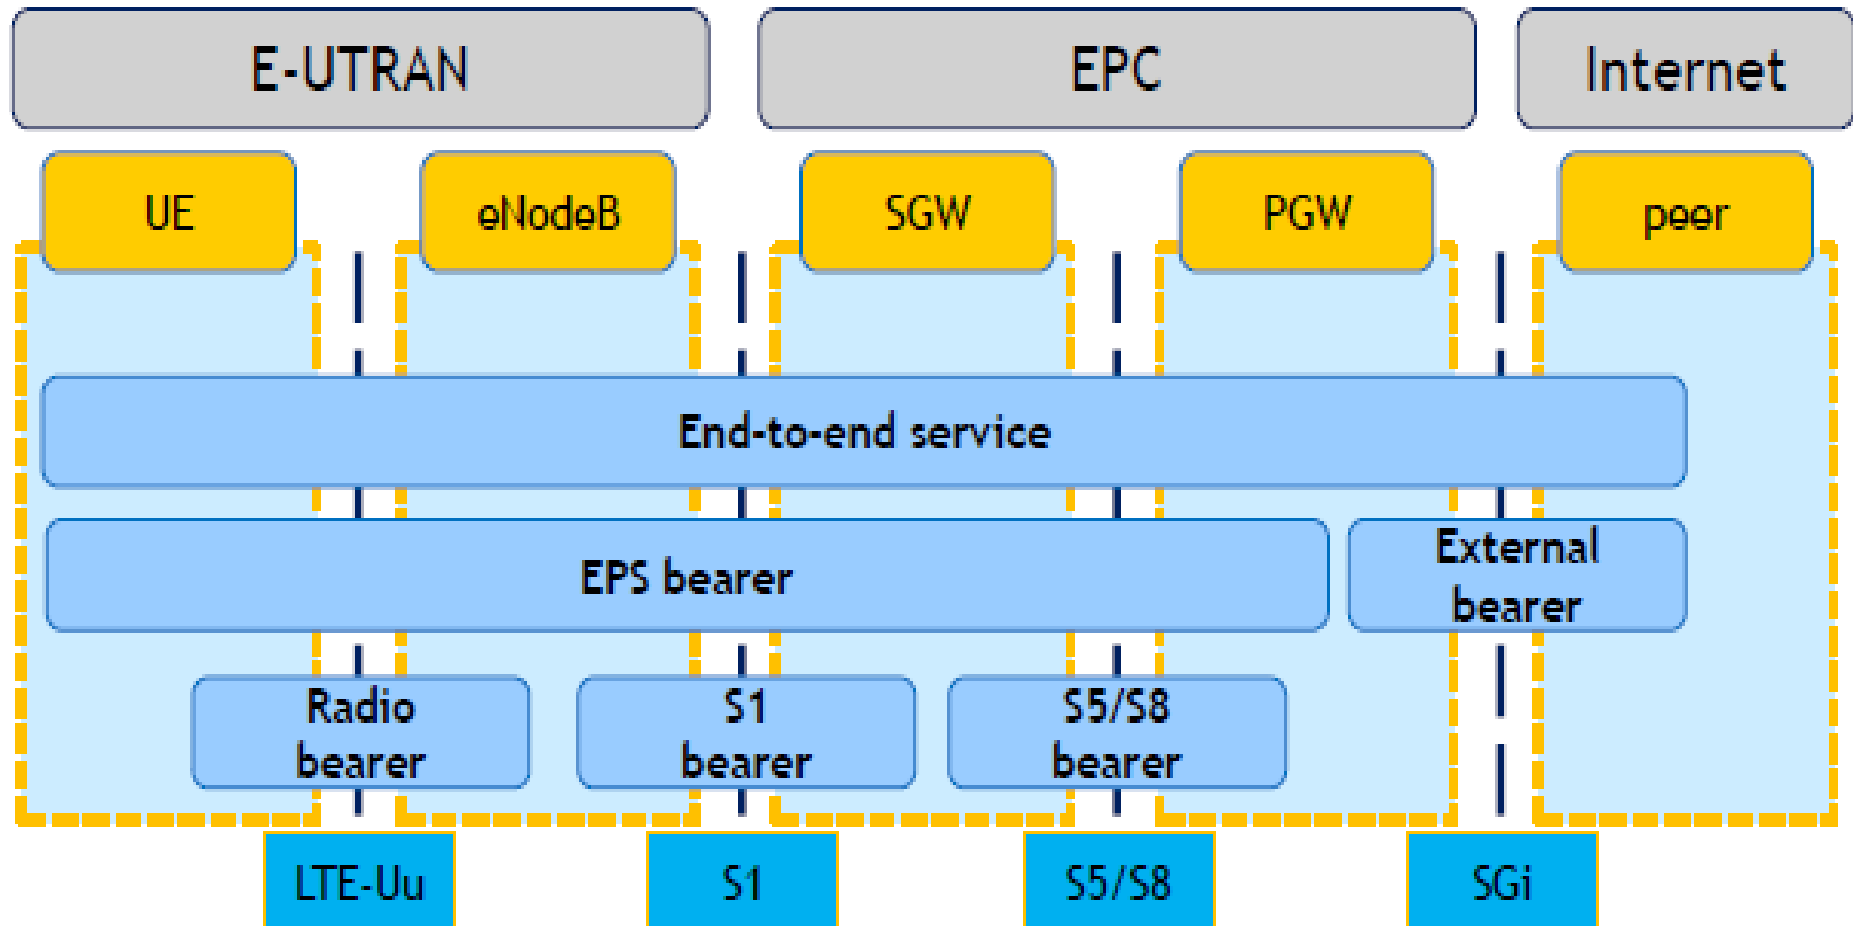 E-UTRAN
EPC
Internet
UE
eNodeB
SGW
PGW
peer
End-to-end service
EPS bearer
External
bearer
Radio
bearer
S1
bearer
S5/S8
bearer
LTE-Uu
S1
S5/S8
SGi